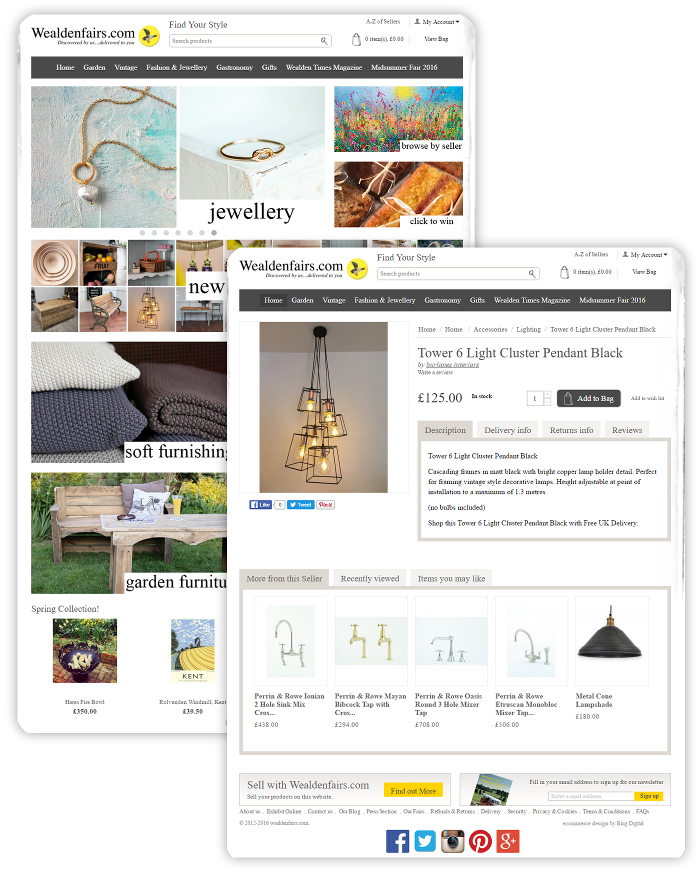 Wealdenfairs.com
Discovered by us...delivered to you
Find Your Style
Search products
A-Z of Sellers
My Account
0 item(s), £0.00
View Bag
Home Garden Vintage Fashion & Jewellery Gastronomy Gifts Wealden Times Magazine Midsummer Fair 2016
jewellery
browse by seller
click to win
FRUIT
new
soft furnishing
garden furnitu
Spring Collection!
KENT
Hares Fire Bowl
£350.00
Rolvenden Windmill, Kent
£39.50
Wealdenfairs.com
Discovered by us...delivered to you
Find Your Style
Search products
A-Z of Sellers
My Account
0 item(s), £0.00
View Bag
Home Garden Vintage Fashion & Jewellery Gastronomy Gifts Wealden Times Magazine Midsummer Fair 2016
Home / Home / Accessories / Lighting / Tower 6 Light Cluster Pendant Black
Tower 6 Light Cluster Pendant Black
by burlanes interiors
Write a review
£125.00 In stock 1 Add to Bag Add to wish list
Description Delivery info Returns info Reviews
Tower 6 Light Cluster Pendant Black
Cascading frames in matt black with bright copper lamp holder detail. Perfect
for framing vintage style decorative lamps. Height adjustable at point of
installation to a maximum of 1.3 metres
(no bulbs included)
Shop this Tower 6 Light Cluster Pendant Black with Free UK Delivery.
Like 0 Tweet Pin it
More from this Seller Recently viewed Items you may like
Perrin & Rowe Ionian
2 Hole Sink Mix
Cros...
£438.00
Perrin & Rowe Mayan
Bibcock Tap with
Cros...
£294.00
Perrin & Rowe Oasis
Round 3 Hole Mixer
Tap
£708.00
Perrin & Rowe
Etruscan Monobloc
Mixer Tap...
£506.00
Metal Cone
Lampshade
£180.00
Sell with Wealdenfairs.com
Sell your products on this website.
Find out More
Fill in your email address to sign up for our newsletter
Enter e-mail address
Sign up
About us . Exhibit Online . Contact us . Our Blog . Press Section . Our Fairs . Refunds & Returns . Delivery . Security . Privacy & Cookies . Terms & Conditions . FAQs
© 2012-2016 wealdenfairs.com
ecommerce design by Bing Digital